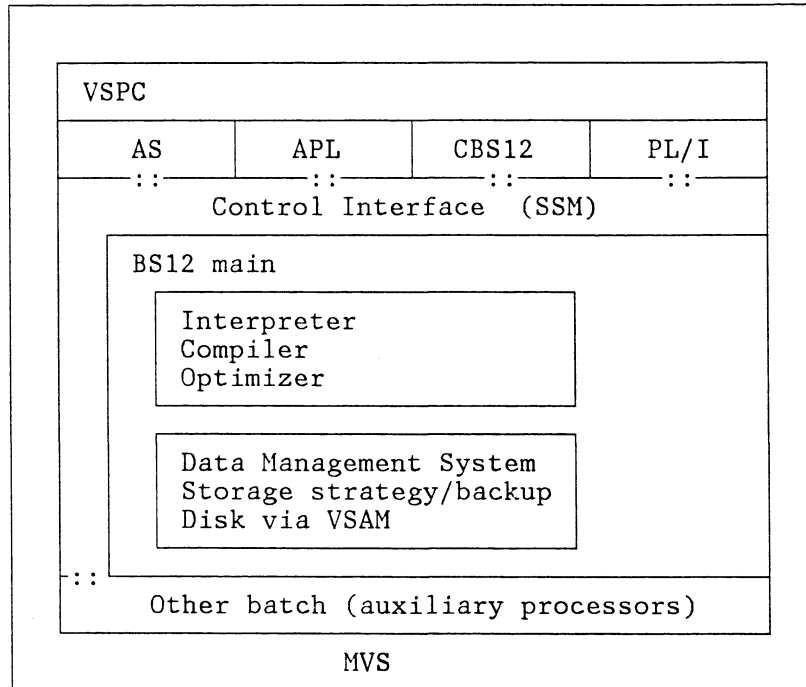 VSPC
AS APL CBS12 PL/I
:: :: :: ::
Control Interface (SSM)
BS12 main
Interpreter
Compiler
Optimizer
Data Management System
Storage strategy/backup
Disk via VSAM
::
Other batch (auxiliary processors)
MVS